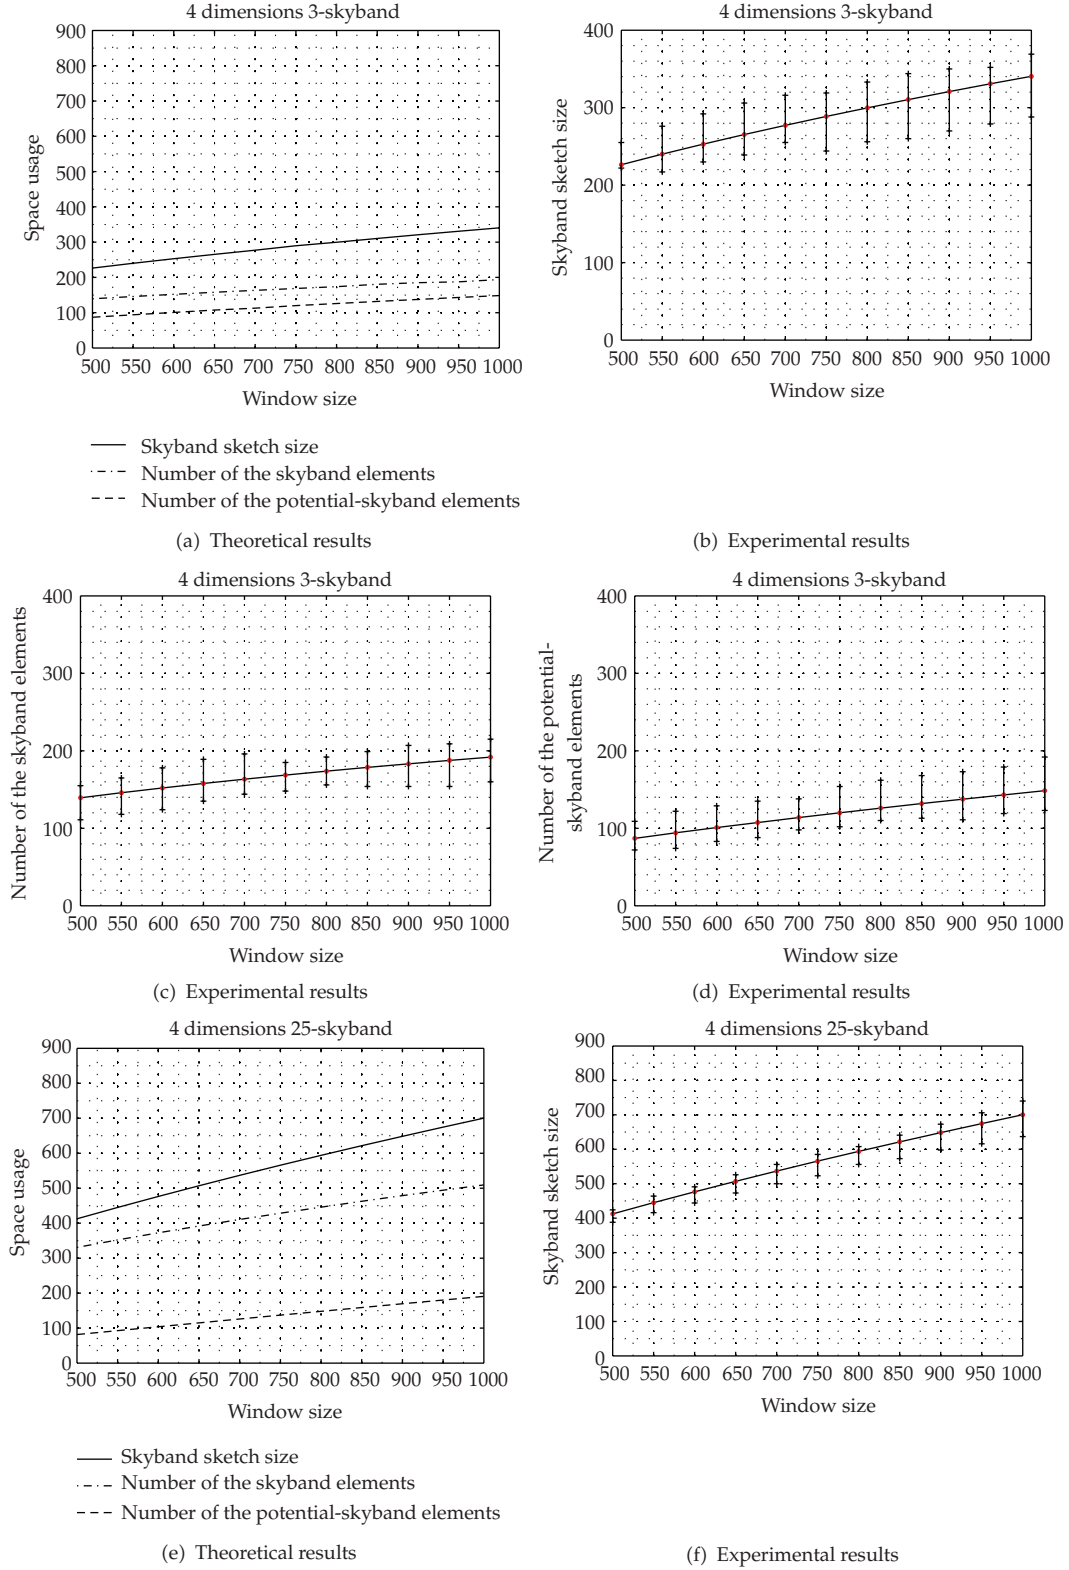 4 dimensions 3-skyband
900
800
700
600
500
400
300
200
100
0
Space usage
500 550 600 650 700 750 800 850 900 950 1000
Window size
Skyband sketch size
Number of the skyband elements
Number of the potential-skyband elements
(a) Theoretical results
4 dimensions 3-skyband
400
300
200
100
0
Skyband sketch size
500 550 600 650 700 750 800 850 900 950 1000
Window size
(b) Experimental results
4 dimensions 3-skyband
400
300
200
100
0
Number of the skyband elements
500 550 600 650 700 750 800 850 900 950 1000
Window size
(c) Experimental results
4 dimensions 3-skyband
400
300
200
100
0
Number of the potential-
skyband elements
500 550 600 650 700 750 800 850 900 950 1000
Window size
(d) Experimental results
4 dimensions 25-skyband
900
800
700
600
500
400
300
200
100
0
Space usage
500 550 600 650 700 750 800 850 900 950 1000
Window size
Skyband sketch size
Number of the skyband elements
Number of the potential-skyband elements
(e) Theoretical results
4 dimensions 25-skyband
900
800
700
600
500
400
300
200
100
0
Skyband sketch size
500 550 600 650 700 750 800 850 900 950 1000
Window size
(f) Experimental results